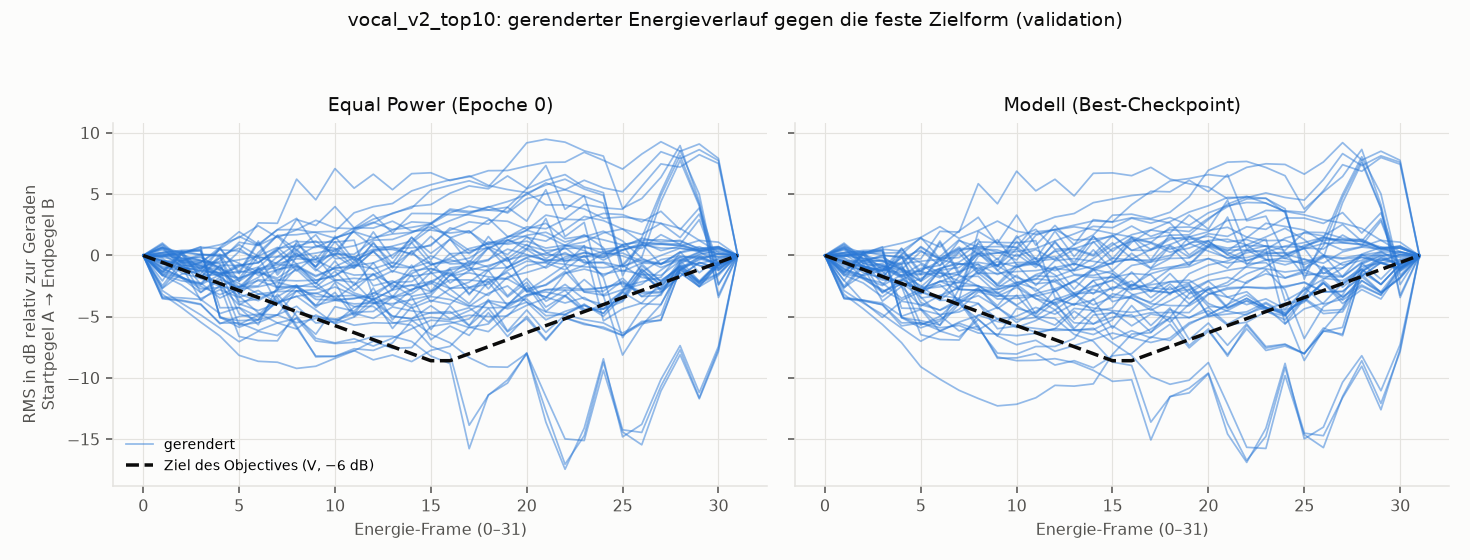 vocal_v2_top10: gerenderter Energieverlauf gegen die feste Zielform (validation)
Equal Power (Epoche 0)
Modell (Best-Checkpoint)
RMS in dB relativ zur Geraden
Startpegel A → Endpegel B
10
5
0
−5
−10
−15
gerendert
Ziel des Objectives (V, −6 dB)
0 5 10 15 20 25 30
0 5 10 15 20 25 30
Energie-Frame (0–31)
Energie-Frame (0–31)